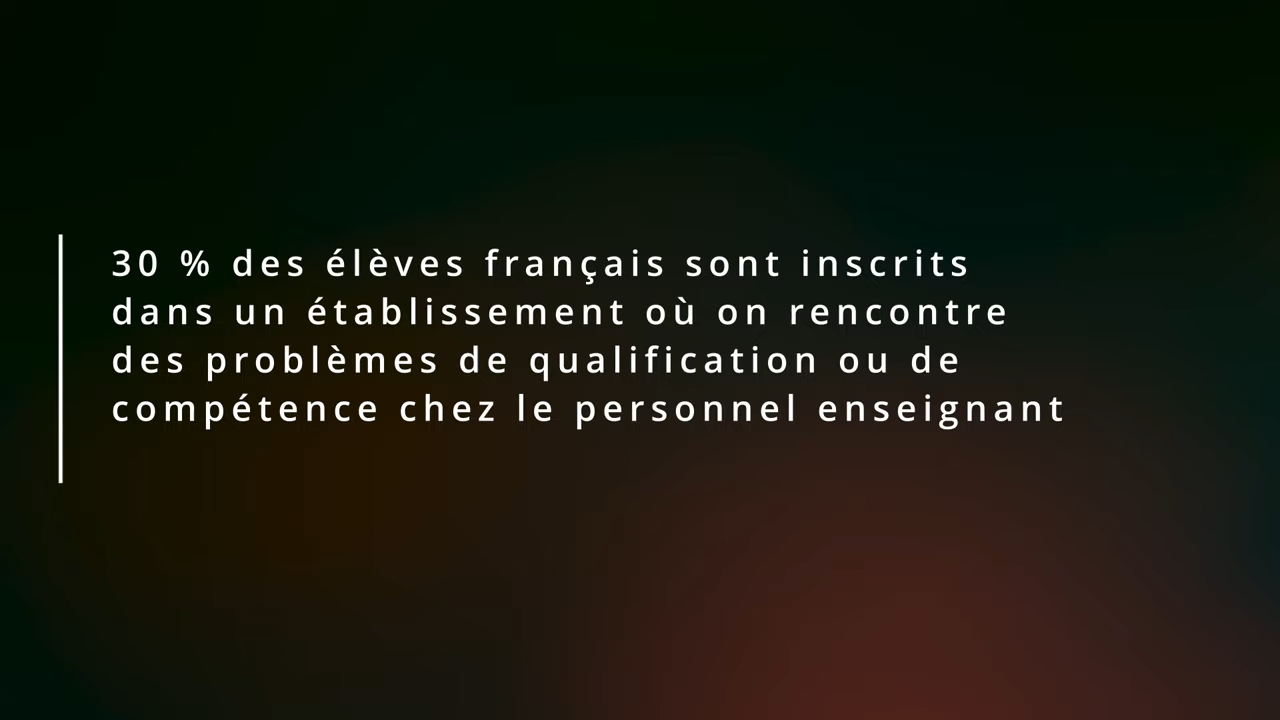 30 % des élèves français sont inscrits
dans un établissement où on rencontre
des problèmes de qualification ou de
compétence chez le personnel enseignant